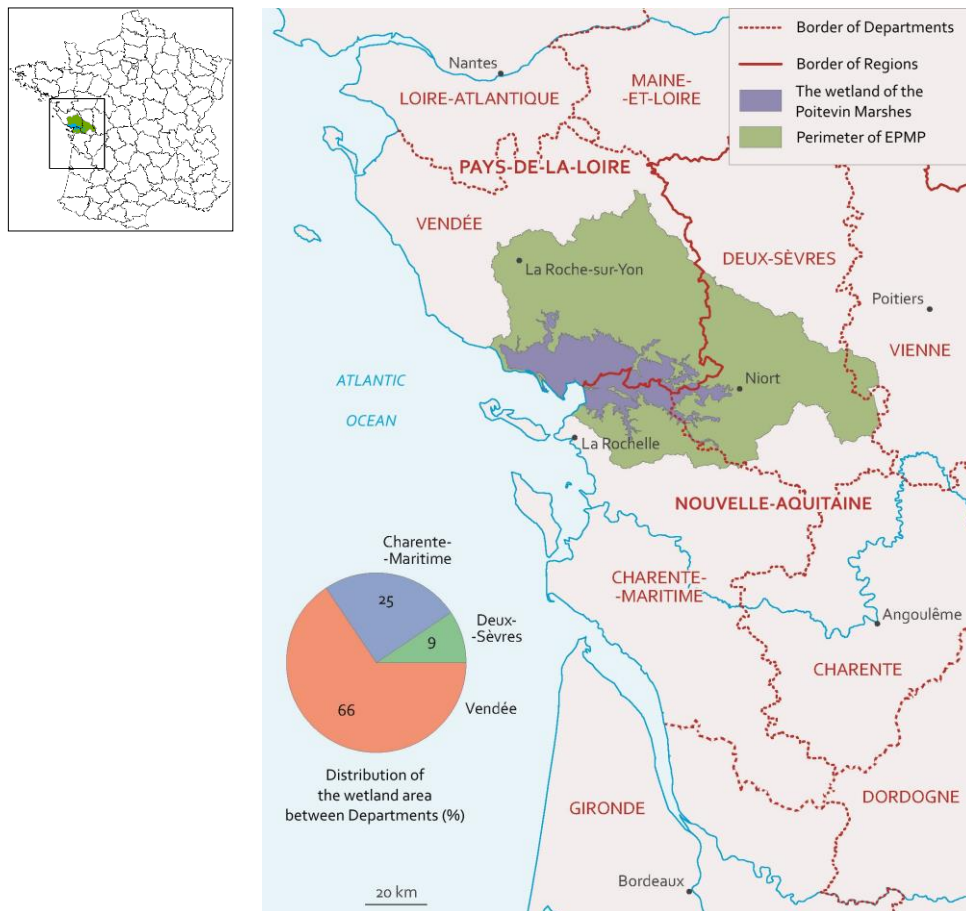 Border of Departments
Border of Regions
The wetland of the
Poitevin Marshes
Perimeter of EPMP
Nantes
LOIRE-ATLANTIQUE
MAINE-
-ET-LOIRE
PAYS-DE-LA-LOIRE
VENDÉE
La Roche-sur-Yon
DEUX-SÈVRES
Poitiers
VIENNE
Niort
ATLANTIC
OCEAN
La Rochelle
NOUVELLE-AQUITAINE
CHARENTE-
-MARITIME
Angoulême
CHARENTE
DORDOGNE
GIRONDE
Bordeaux
Charente-
-Maritime
25
Deux-
-Sèvres
9
Vendée
66
Distribution of
the wetland area
between Departments (%)
20 km